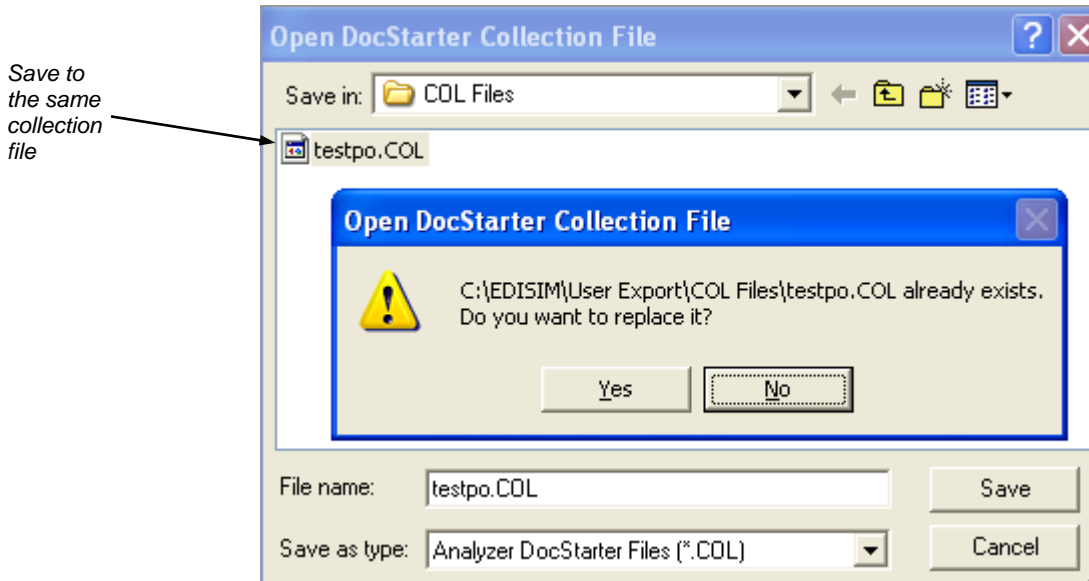 Save to
the same
collection
file
Open DocStarter Collection File
Save in: COL Files
testpo.COL
Open DocStarter Collection File
C:\EDISIM\User Export\COL Files\testpo.COL already exists.
Do you want to replace it?
Yes No
File name: testpo.COL Save
Save as type: Analyzer DocStarter Files (*.COL) Cancel